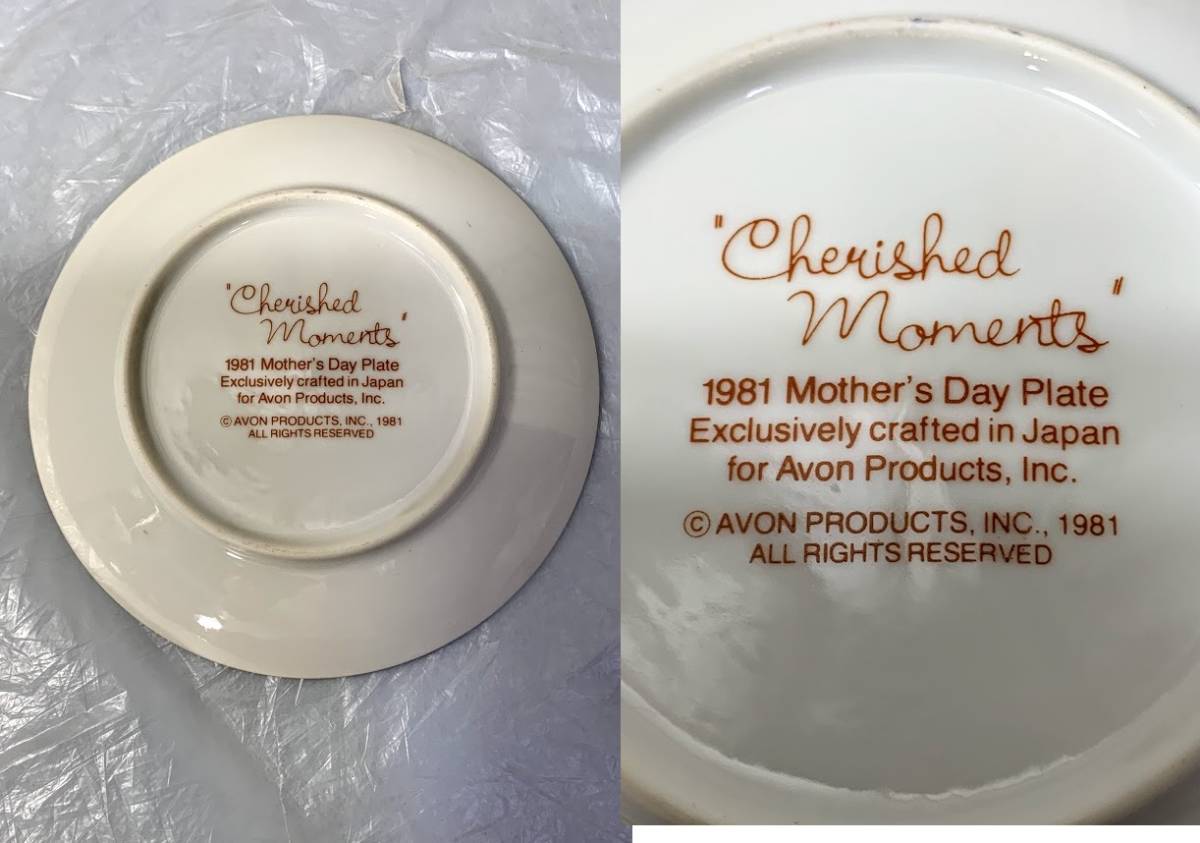 "Cherished
Moments"
1981 Mother's Day Plate
Exclusively crafted in Japan
for Avon Products, Inc.
© AVON PRODUCTS, INC., 1981
ALL RIGHTS RESERVED
"Cherished
Moments"
1981 Mother's Day Plate
Exclusively crafted in Japan
for Avon Products, Inc.
© AVON PRODUCTS, INC., 1981
ALL RIGHTS RESERVED